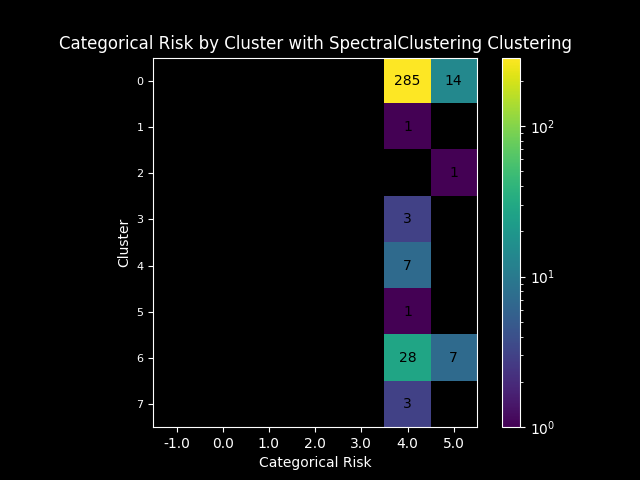 Categorical Risk by Cluster with SpectralClustering Clustering
0 285 14
1 1
2 1
3 3
4 7
5 1
6 28 7
7 3
Cluster
-1.0 0.0 1.0 2.0 3.0 4.0 5.0
Categorical Risk
10²
10¹
10⁰